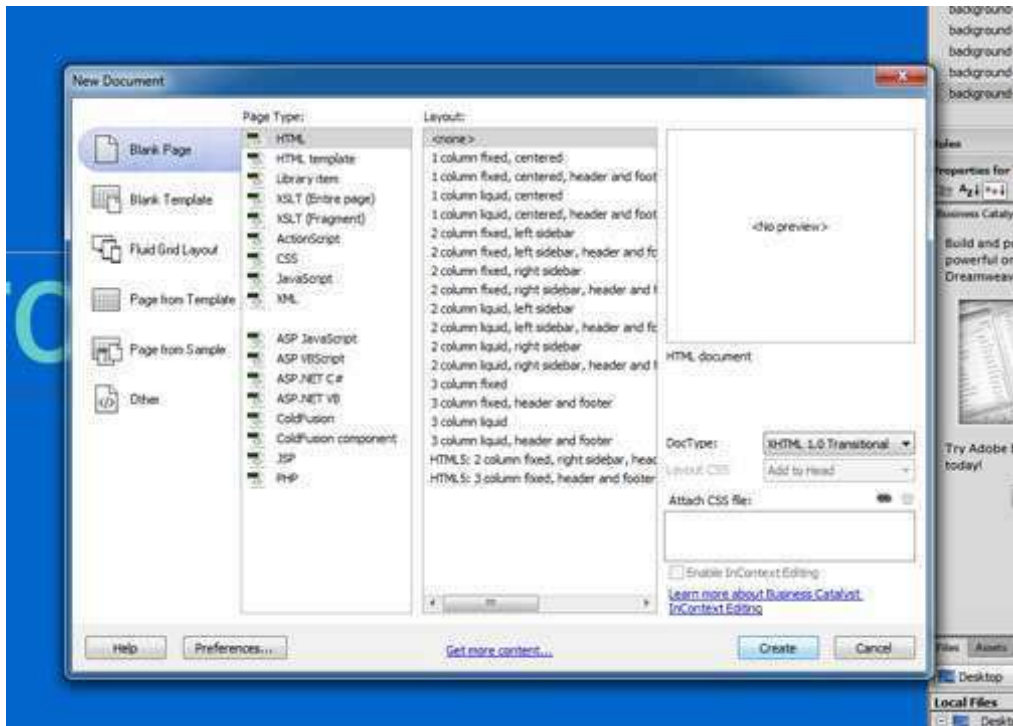 background
background
background
background
background
New Document
Page Type:
Layout:
Blank Page
Blank Template
Fluid Grid Layout
Page from Template
Page from Sample
Other
HTML
HTML template
Library item
XSLT (Entire page)
XSLT (Fragment)
ActionScript
CSS
JavaScript
XML
ASP JavaScript
ASP VBScript
ASP.NET C#
ASP.NET VB
ColdFusion
ColdFusion component
JSP
PHP
<none>
1 column fixed, centered
1 column fixed, centered, header and foot
1 column liquid, centered
1 column liquid, centered, header and foot
2 column fixed, left sidebar
2 column fixed, left sidebar, header and fo
2 column fixed, right sidebar
2 column fixed, right sidebar, header and f
2 column liquid, left sidebar
2 column liquid, left sidebar, header and fo
2 column liquid, right sidebar
2 column liquid, right sidebar, header and f
3 column fixed
3 column fixed, header and footer
3 column liquid
3 column liquid, header and footer
HTML5: 2 column fixed, right sidebar, head
HTML5: 3 column fixed, header and footer
<No preview>
HTML document
DocType: XHTML 1.0 Transitional
Layout CSS: Add to Head
Attach CSS file:
Enable InContext Editing
Learn more about Business Catalyst
InContext Editing
Help
Preferences...
Get more content...
Create
Cancel
Rules
Properties for
Business Cataly
Build and p
powerful on
Dreamweav
Try Adobe
today!
Files Assets
Desktop
Local Files
Deskt